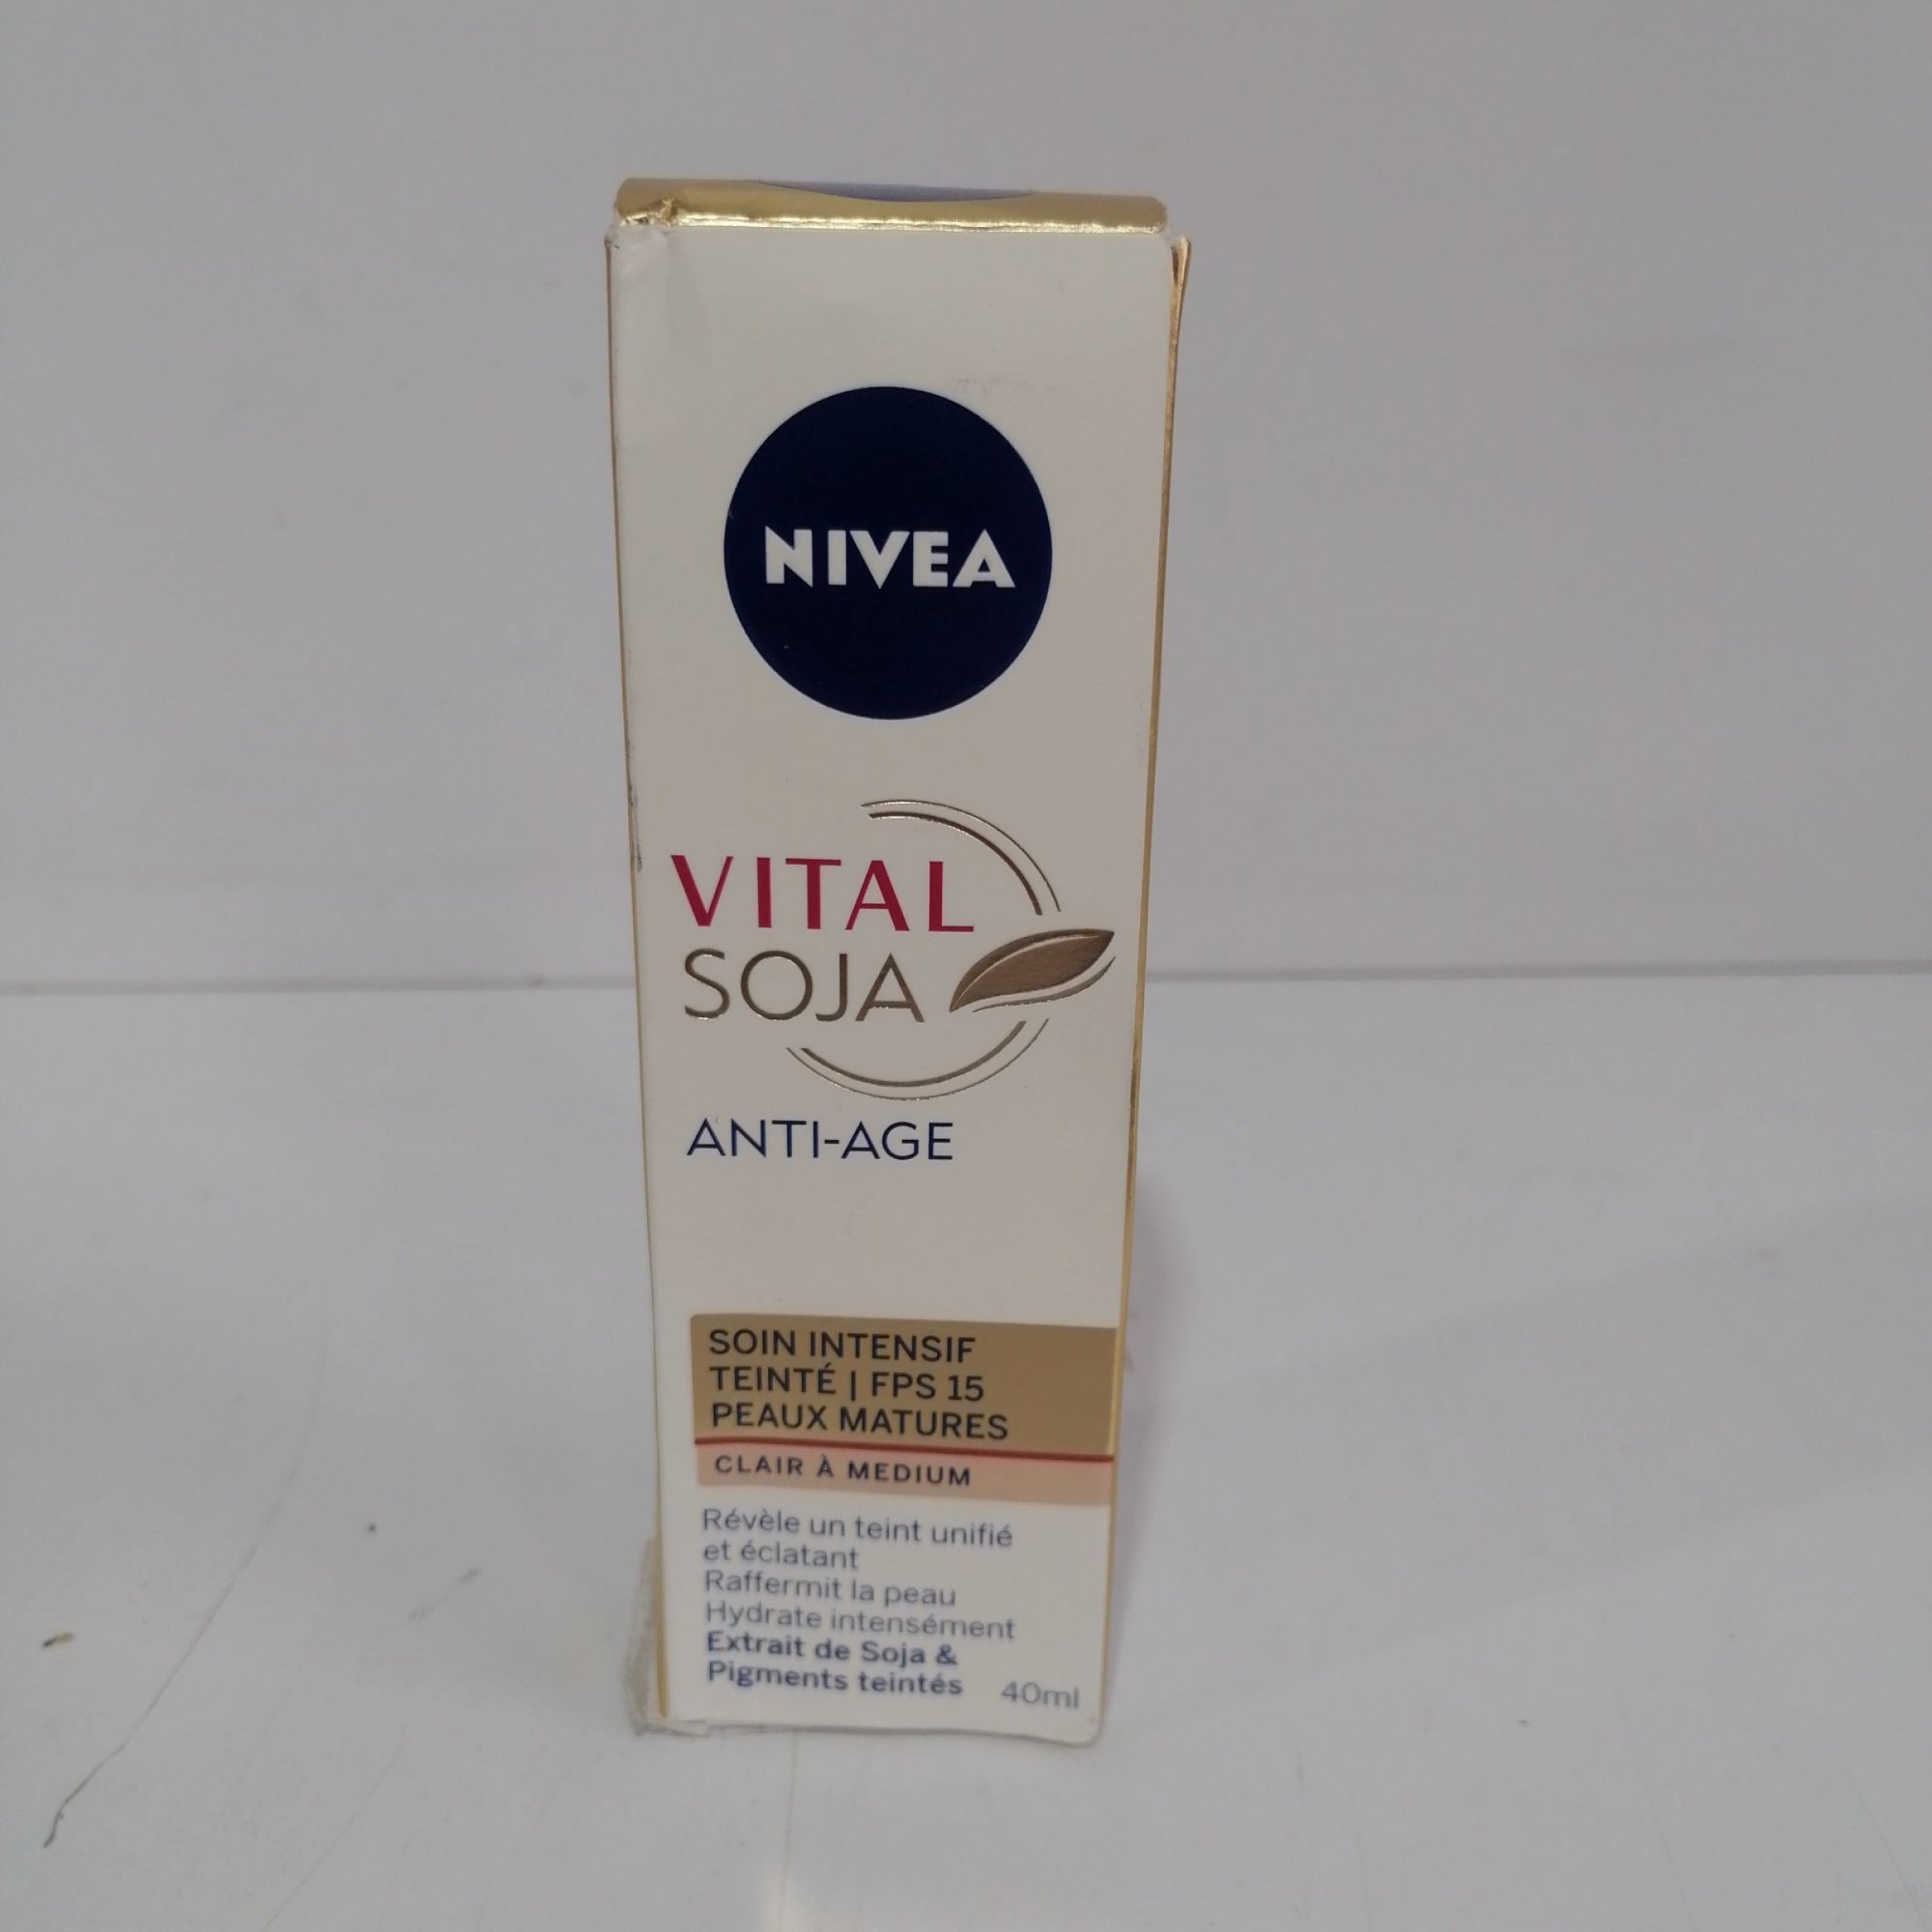 NIVEA
VITAL
SOJA
ANTI-AGE
SOIN INTENSIF
TEINTÉ | FPS 15
PEAUX MATURES
CLAIR À MEDIUM
Révèle un teint unifié
et éclatant
Raffermit la peau
Hydrate intensément
Extrait de Soja &
Pigments teintés 40ml